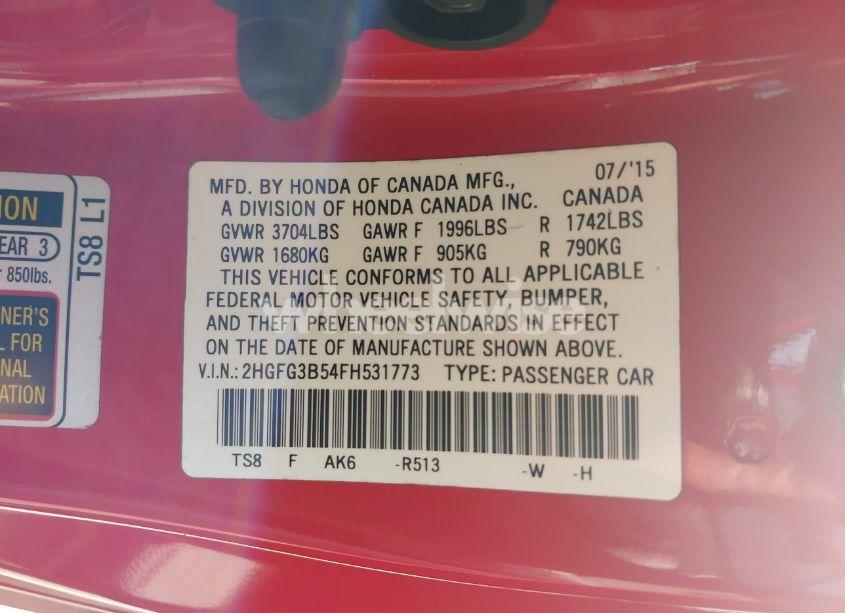 07/'15
MFD. BY HONDA OF CANADA MFG.,
A DIVISION OF HONDA CANADA INC. CANADA
GVWR 3704LBS GAWR F 1996LBS R 1742LBS
GVWR 1680KG GAWR F 905KG R 790KG
THIS VEHICLE CONFORMS TO ALL APPLICABLE
FEDERAL MOTOR VEHICLE SAFETY, BUMPER,
AND THEFT PREVENTION STANDARDS IN EFFECT
ON THE DATE OF MANUFACTURE SHOWN ABOVE.
V.I.N.: 2HGFG3B54FH531773 TYPE: PASSENGER CAR
TS8 F AK6 -R513 -W -H
EAR 3
850lbs.
NER'S
FOR
TS8 L1